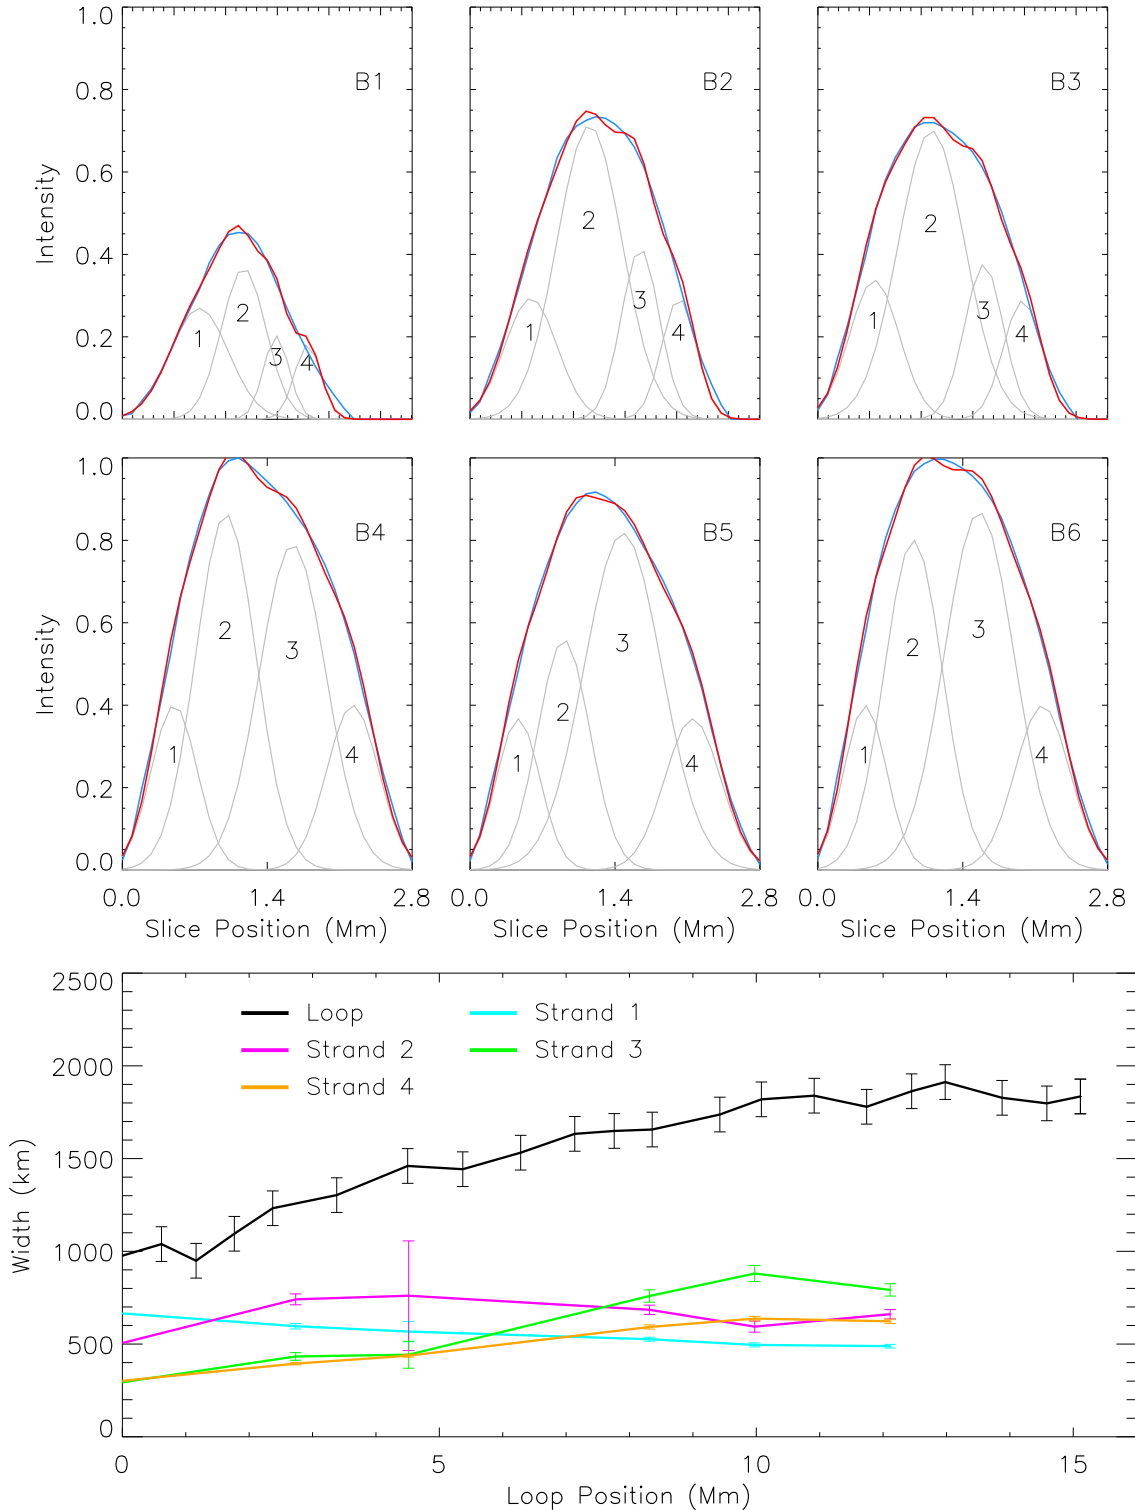 1.0
0.8
0.6
0.4
0.2
0.0
Intensity
B1
1
2
3
4
B2
1
2
3
4
B3
1
2
3
4
1.0
0.8
0.6
0.4
0.2
0.0
Intensity
B4
1
2
3
4
B5
1
2
3
4
B6
1
2
3
4
0.0 1.4 2.8
0.0 1.4 2.8
0.0 1.4 2.8
Slice Position (Mm)
Slice Position (Mm)
Slice Position (Mm)
2500
2000
1500
1000
500
0
Width (km)
Loop
Strand 1
Strand 2
Strand 3
Strand 4
0 5 10 15
Loop Position (Mm)